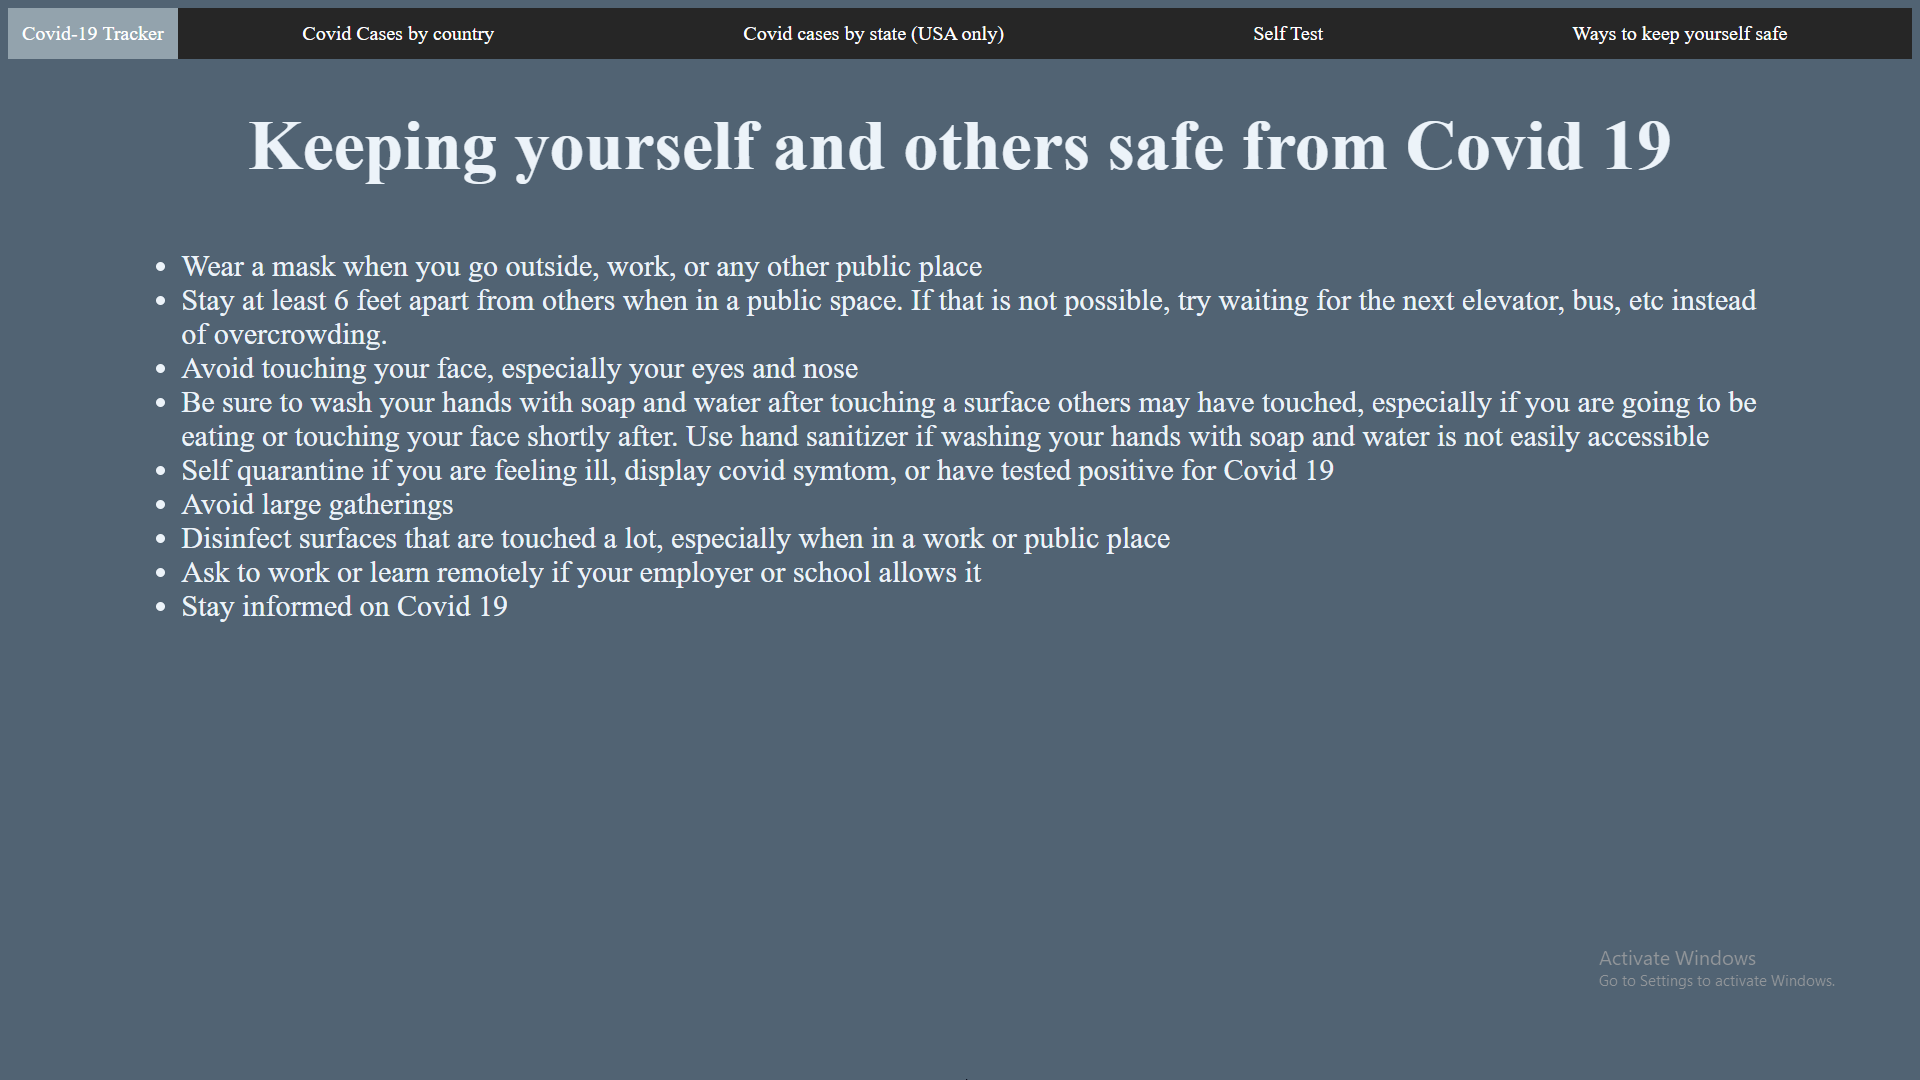 Covid-19 Tracker
Covid Cases by country
Covid cases by state (USA only)
Self Test
Ways to keep yourself safe
Keeping yourself and others safe from Covid 19
Wear a mask when you go outside, work, or any other public place
Stay at least 6 feet apart from others when in a public space. If that is not possible, try waiting for the next elevator, bus, etc instead
of overcrowding.
Avoid touching your face, especially your eyes and nose
Be sure to wash your hands with soap and water after touching a surface others may have touched, especially if you are going to be
eating or touching your face shortly after. Use hand sanitizer if washing your hands with soap and water is not easily accessible
Self quarantine if you are feeling ill, display covid symtom, or have tested positive for Covid 19
Avoid large gatherings
Disinfect surfaces that are touched a lot, especially when in a work or public place
Ask to work or learn remotely if your employer or school allows it
Stay informed on Covid 19
Activate Windows
Go to Settings to activate Windows.